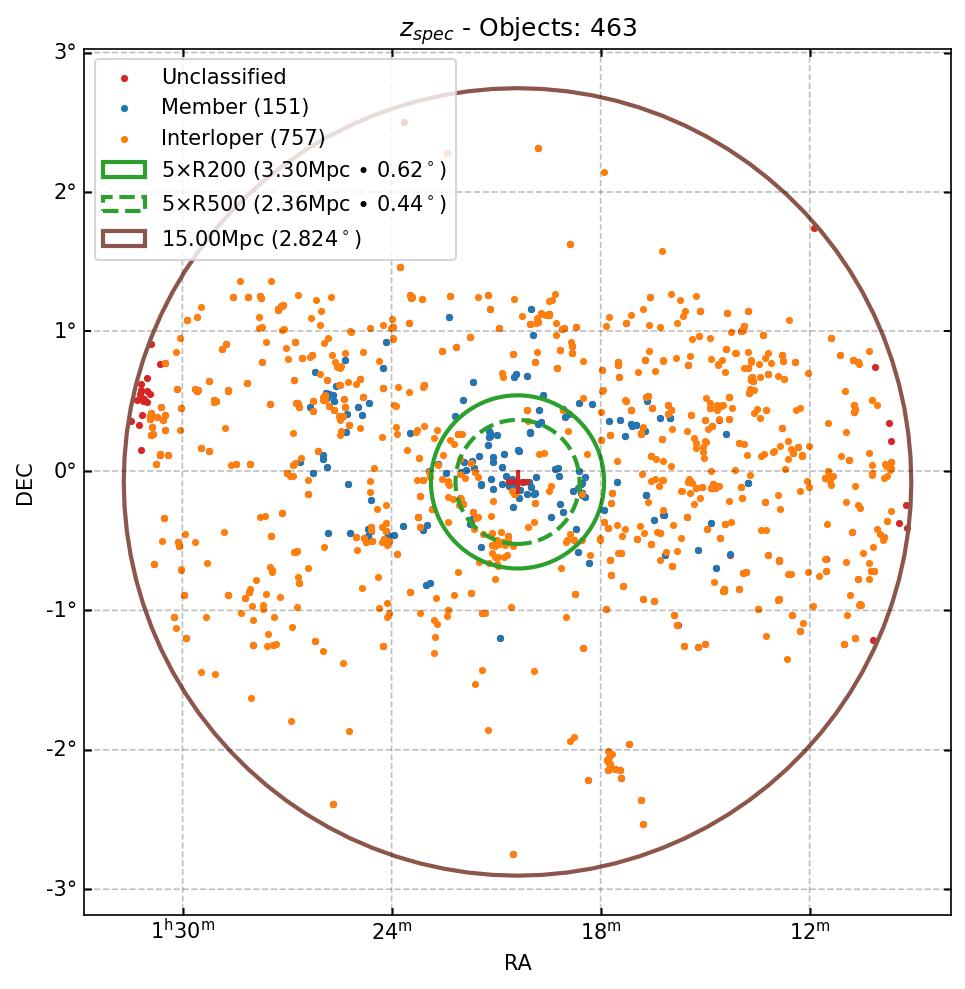 z_spec - Objects: 463
Unclassified
Member (151)
Interloper (757)
5×R200 (3.30Mpc • 0.62°)
5×R500 (2.36Mpc • 0.44°)
15.00Mpc (2.824°)
3°
2°
1°
0°
-1°
-2°
-3°
DEC
1h30m 24m 18m 12m
RA